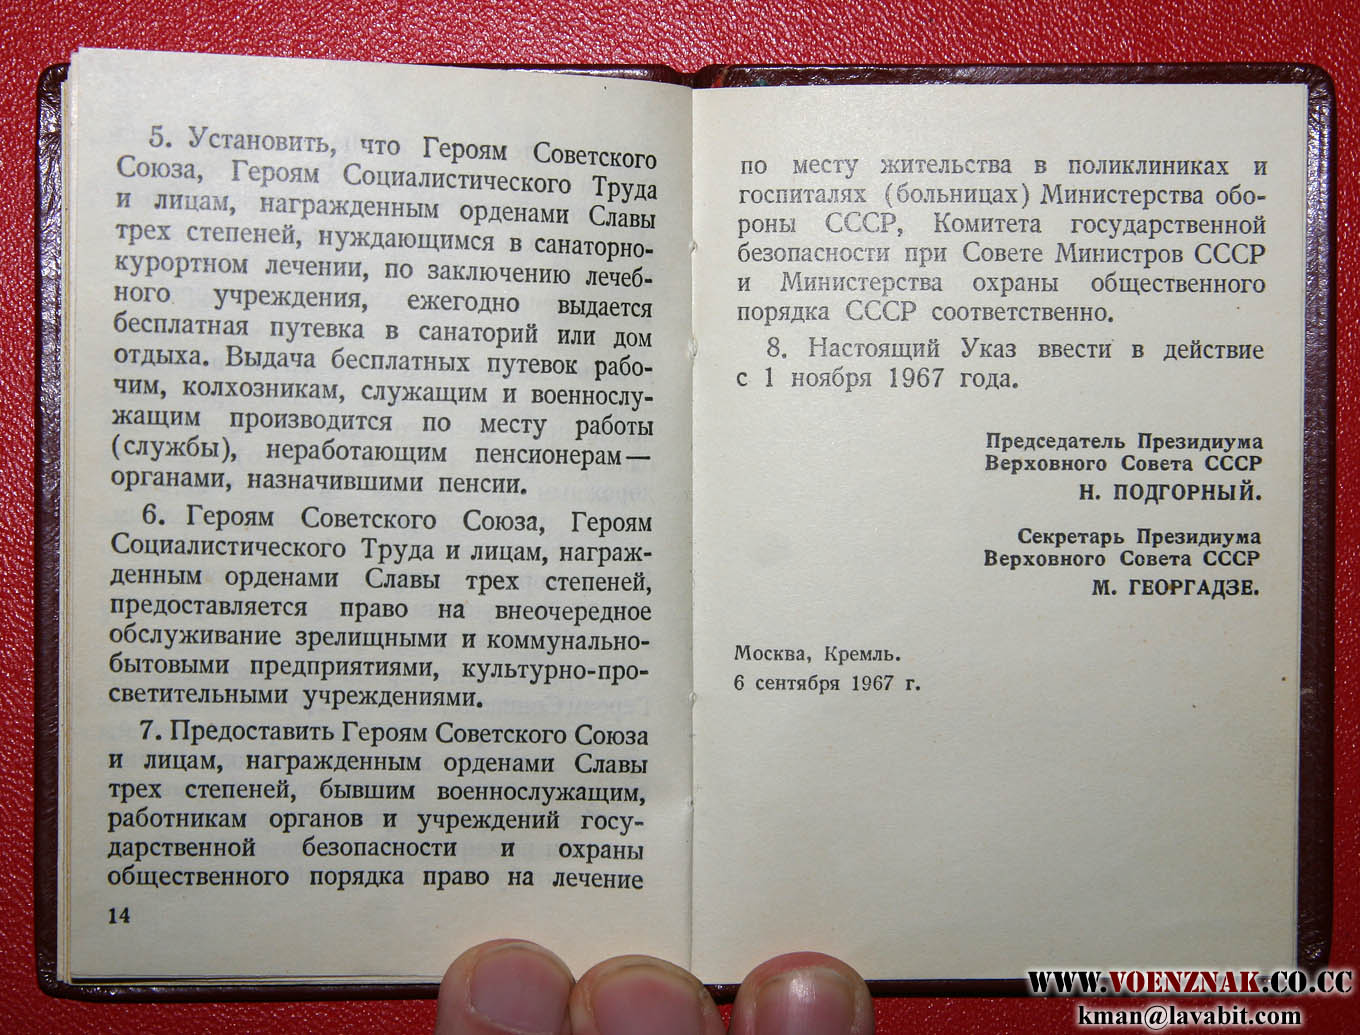 5. Установить, что Героям Советского
Союза, Героям Социалистического Труда
и лицам, награжденным орденами Славы
трех степеней, нуждающимся в санаторно-
курортном лечении, по заключению лечеб-
ного учреждения, ежегодно выдается
бесплатная путевка в санаторий или дом
отдыха. Выдача бесплатных путевок рабо-
чим, колхозникам, служащим и военнослу-
жащим производится по месту работы
(службы), неработающим пенсионерам —
органами, назначившими пенсии.
6. Героям Советского Союза, Героям
Социалистического Труда и лицам, награж-
денным орденами Славы трех степеней,
предоставляется право на внеочередное
обслуживание зрелищными и коммунально-
бытовыми предприятиями, культурно-про-
светительными учреждениями.
7. Предоставить Героям Советского Союза
и лицам, награжденным орденами Славы
трех степеней, бывшим военнослужащим,
работникам органов и учреждений госу-
дарственной безопасности и охраны
общественного порядка право на лечение
14
по месту жительства в поликлиниках и
госпиталях (больницах) Министерства обо-
роны СССР, Комитета государственной
безопасности при Совете Министров СССР
и Министерства охраны общественного
порядка СССР соответственно.
8. Настоящий Указ ввести в действие
с 1 ноября 1967 года.
Председатель Президиума
Верховного Совета СССР
Н. ПОДГОРНЫЙ.
Секретарь Президиума
Верховного Совета СССР
М. ГЕОРГАДЗЕ.
Москва, Кремль.
6 сентября 1967 г.
WWW.VOENZNAK.CO.CC
kman@lavabit.com